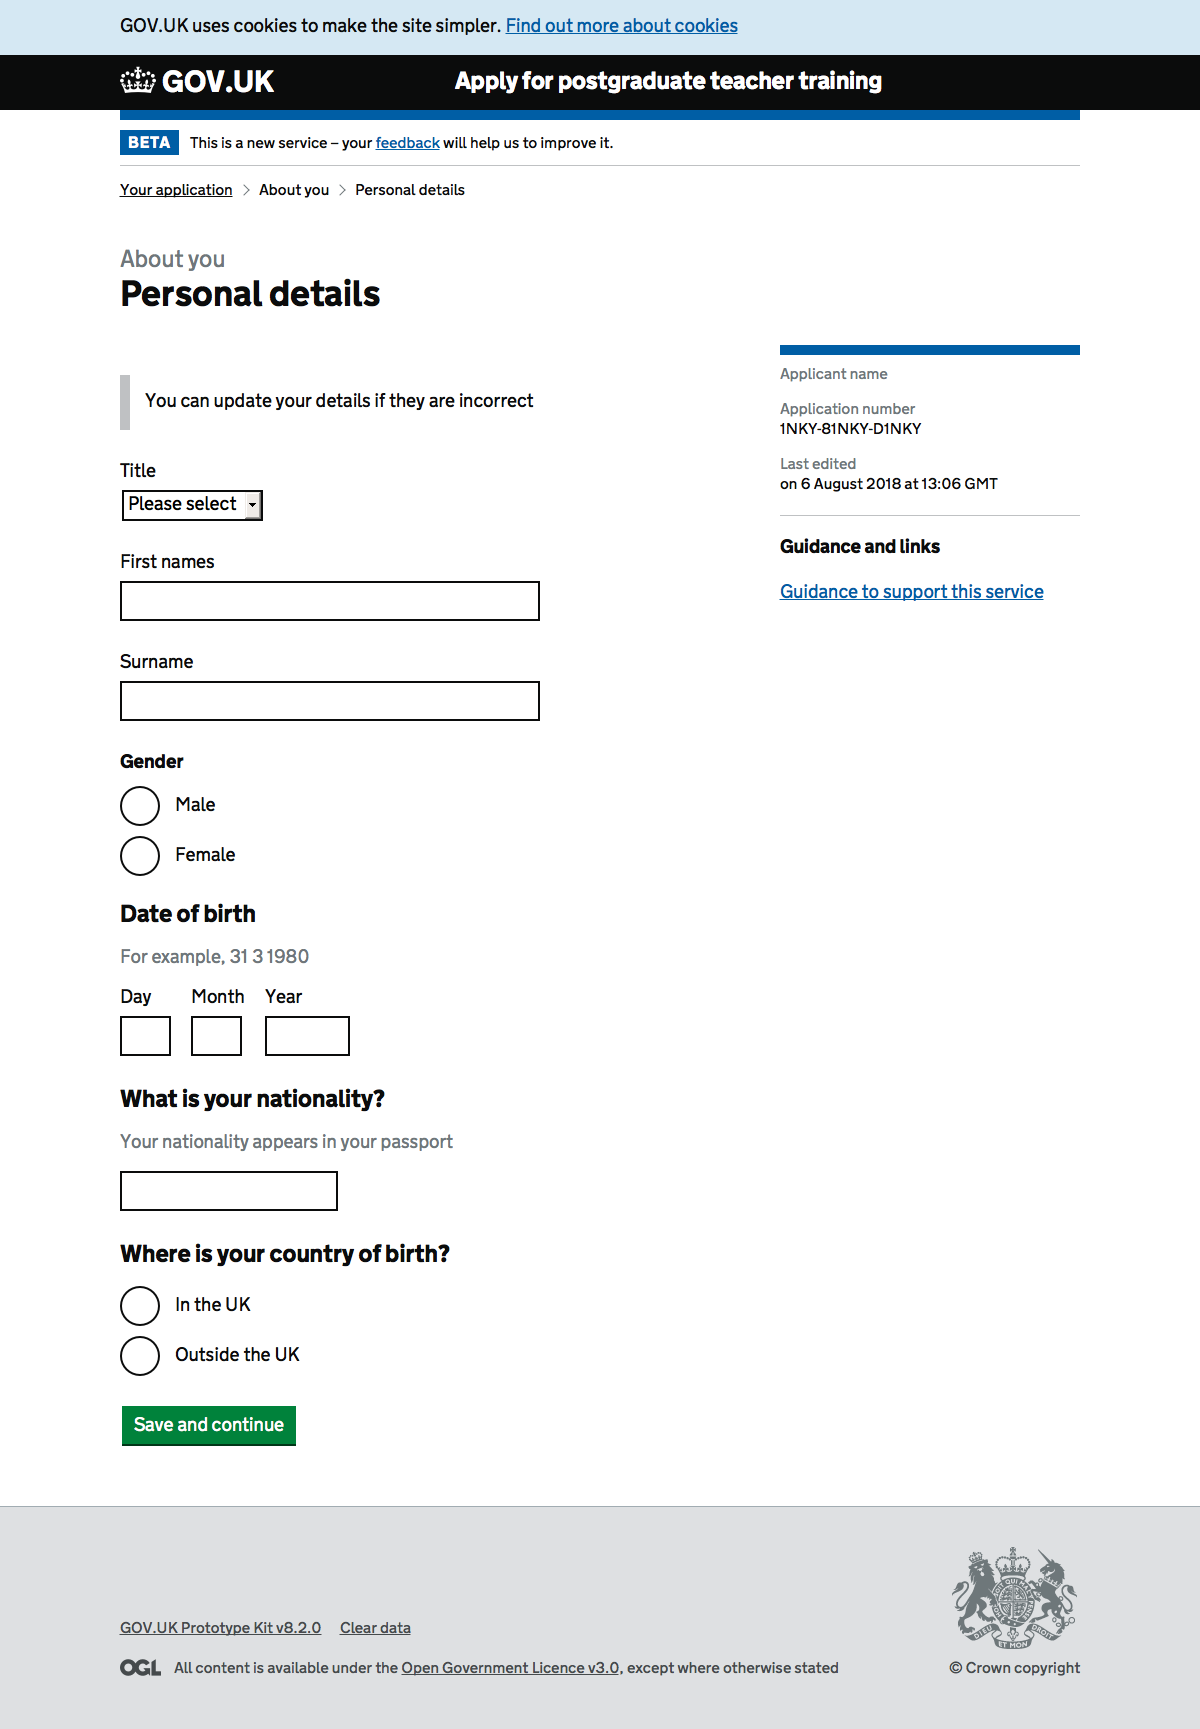 GOV.UK uses cookies to make the site simpler. Find out more about cookies
GOV.UK
Apply for postgraduate teacher training
BETA This is a new service – your feedback will help us to improve it.
Your application > About you > Personal details
About you
Personal details
You can update your details if they are incorrect
Title
Please select
First names
Surname
Gender
Male
Female
Date of birth
For example, 31 3 1980
Day Month Year
What is your nationality?
Your nationality appears in your passport
Where is your country of birth?
In the UK
Outside the UK
Save and continue
Applicant name
Application number
1NKY-81NKY-D1NKY
Last edited
on 6 August 2018 at 13:06 GMT
Guidance and links
Guidance to support this service
GOV.UK Prototype Kit v8.2.0 Clear data
OGL All content is available under the Open Government Licence v3.0, except where otherwise stated
DIEU ET MON DROIT
© Crown copyright